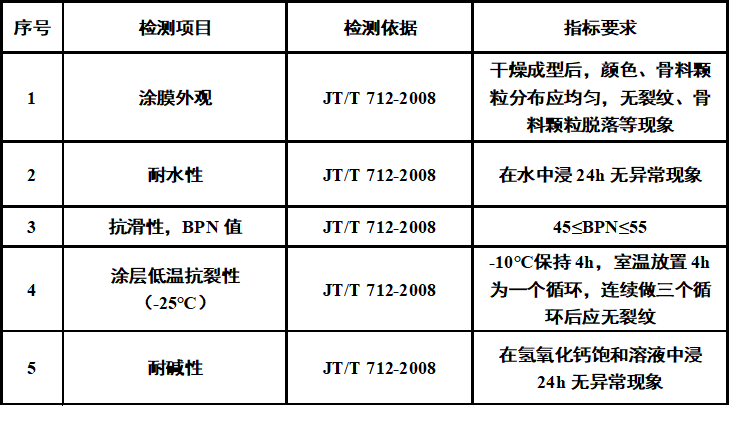 序号 检测项目 检测依据 指标要求
1 涂膜外观 JT/T 712-2008 干燥成型后，颜色、骨料颗
粒分布应均匀，无裂纹、骨
料颗粒脱落等现象
2 耐水性 JT/T 712-2008 在水中浸 24h 无异常现象
3 抗滑性，BPN 值 JT/T 712-2008 45≤BPN≤55
4 涂层低温抗裂性
（-25°C） JT/T 712-2008 -10°C保持 4h，室温放置 4h
为一个循环，连续做三个循
环后应无裂纹
5 耐碱性 JT/T 712-2008 在氢氧化钙饱和溶液中浸
24h 无异常现象